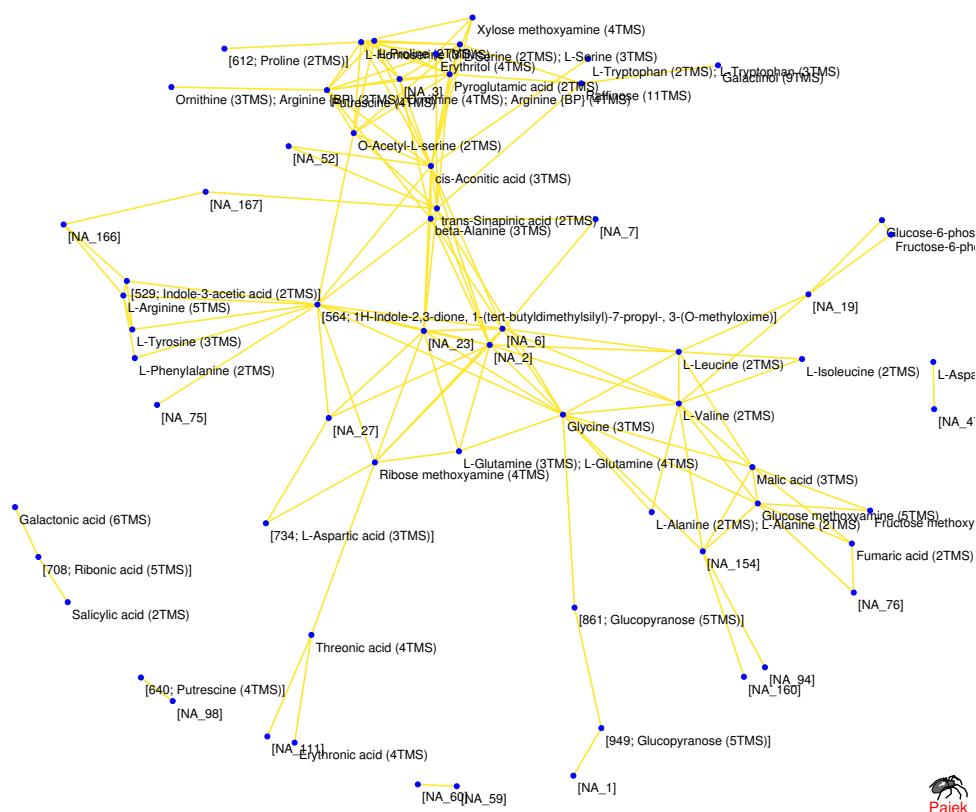 Xylose methoxyamine (4TMS)
[612; Proline (2TMS)]
L-Serine (2TMS); L-Serine (3TMS)
Erythritol (4TMS)
L-Tryptophan (2TMS); L-Tryptophan (3TMS)
Galactinol (9TMS)
Pyroglutamic acid (2TMS)
[NA_3]
Raffinose (11TMS)
Ornithine (3TMS); Arginine {BP} (3TMS); Ornithine (4TMS); Arginine {BP} (4TMS)
Putrescine (4TMS)
O-Acetyl-L-serine (2TMS)
[NA_52]
cis-Aconitic acid (3TMS)
[NA_167]
trans-Sinapinic acid (2TMS)
beta-Alanine (3TMS)
[NA_7]
[NA_166]
Glucose-6-phos
Fructose-6-pho
[529; Indole-3-acetic acid (2TMS)]
L-Arginine (5TMS)
[NA_19]
[564; 1H-Indole-2,3-dione, 1-(tert-butyldimethylsilyl)-7-propyl-, 3-(O-methyloxime)]
L-Tyrosine (3TMS)
[NA_23]
[NA_6]
[NA_2]
L-Leucine (2TMS)
L-Isoleucine (2TMS)
L-Phenylalanine (2TMS)
L-Aspa
[NA_75]
[NA_27]
Glycine (3TMS)
L-Valine (2TMS)
[NA_47
L-Glutamine (3TMS); L-Glutamine (4TMS)
Ribose methoxyamine (4TMS)
Malic acid (3TMS)
Galactonic acid (6TMS)
Glucose methoxyamine (5TMS)
Fructose methoxy
L-Alanine (2TMS); L-Alanine (2TMS)
[734; L-Aspartic acid (3TMS)]
Fumaric acid (2TMS)
[NA_154]
[708; Ribonic acid (5TMS)]
Salicylic acid (2TMS)
[NA_76]
[861; Glucopyranose (5TMS)]
Threonic acid (4TMS)
[640; Putrescine (4TMS)]
[NA_94]
[NA_160]
[NA_98]
[949; Glucopyranose (5TMS)]
[NA_111]
Erythronic acid (4TMS)
[NA_1]
[NA_60]
[NA_59]
Pajek